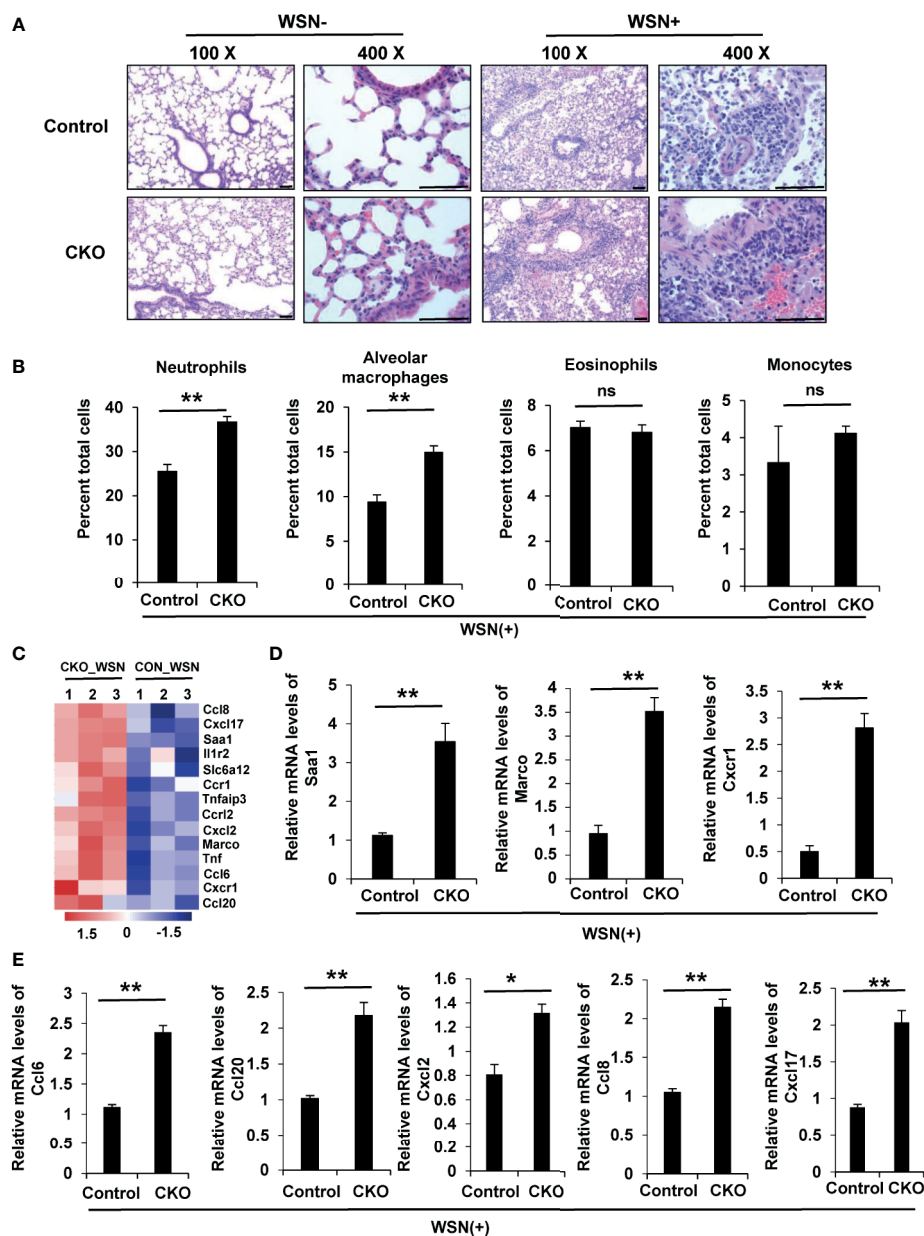 A
WSN-
WSN+
100 X
400 X
100 X
400 X
Control
CKO
B
Neutrophils
Alveolar
macrophages
Eosinophils
Monocytes
**
**
ns
ns
Percent total cells
40
30
20
10
0
Control CKO
Percent total cells
20
15
10
5
0
Control CKO
Percent total cells
8
6
4
2
0
Control CKO
Percent total cells
5
4
3
2
1
0
Control CKO
WSN(+)
C
CKO_WSN CON_WSN
1 2 3 1 2 3
Ccl8
Cxcl17
Saa1
Il1r2
Slc6a12
Ccr1
Tnfaip3
Ccrl2
Cxcl2
Marco
Tnf
Ccl6
Cxcr1
Ccl20
1.5 0 -1.5
D
Relative mRNA levels of
Saa1
5
4
3
2
1
0
**
Control CKO
Relative mRNA levels of
Marco
4
3.5
3
2.5
2
1.5
1
0.5
0
**
Control CKO
Relative mRNA levels of
Cxcr1
3.5
3
2.5
2
1.5
1
0.5
0
**
Control CKO
WSN(+)
E
Relative mRNA levels of
Ccl6
3
2.5
2
1.5
1
0.5
0
**
Control CKO
Relative mRNA levels of
Ccl20
2.5
2
1.5
1
0.5
0
**
Control CKO
Relative mRNA levels of
Cxcl2
1.6
1.4
1.2
1
0.8
0.6
0.4
0.2
0
*
Control CKO
Relative mRNA levels of
Ccl8
2.5
2
1.5
1
0.5
0
**
Control CKO
Relative mRNA levels of
Cxcl17
2.5
2
1.5
1
0.5
0
**
Control CKO
WSN(+)